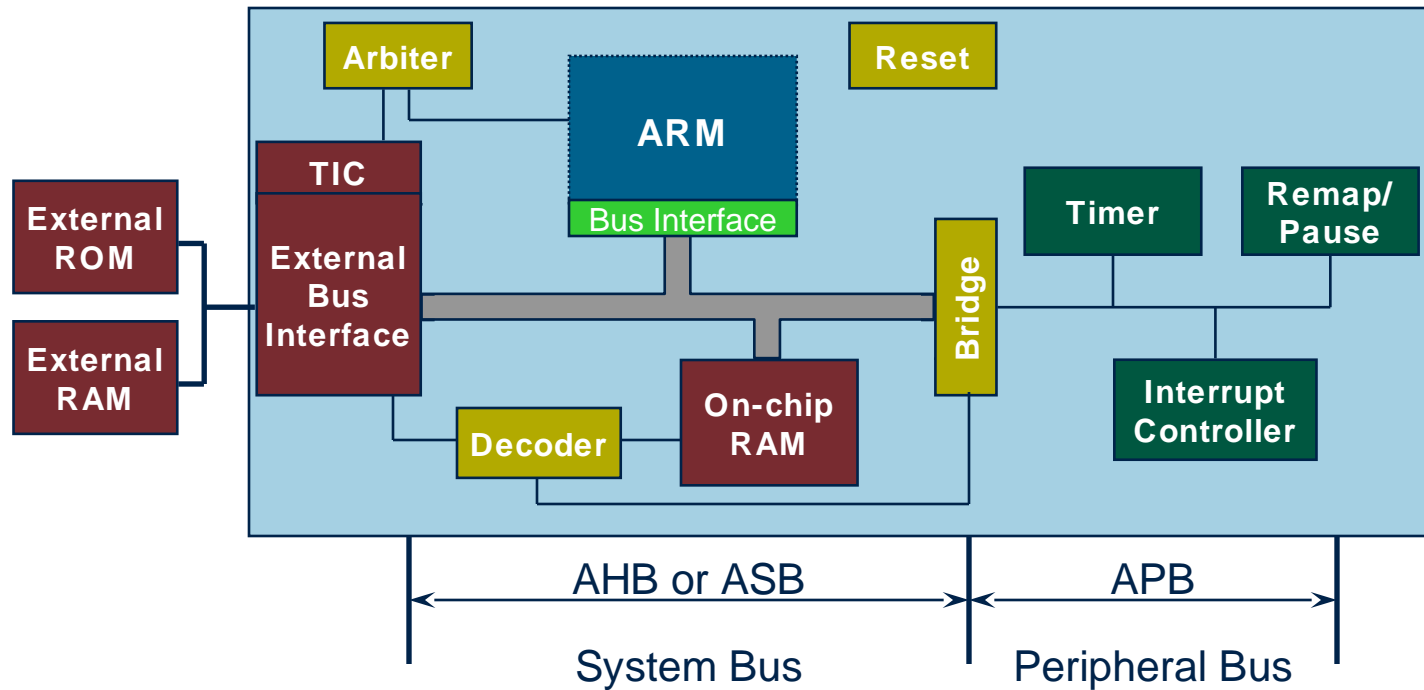 Arbiter
Reset
ARM
TIC
Bus Interface
External
ROM
External
RAM
External
Bus
Interface
Bridge
Timer
Remap/
Pause
On-chip
RAM
Decoder
Interrupt
Controller
AHB or ASB
APB
System Bus
Peripheral Bus